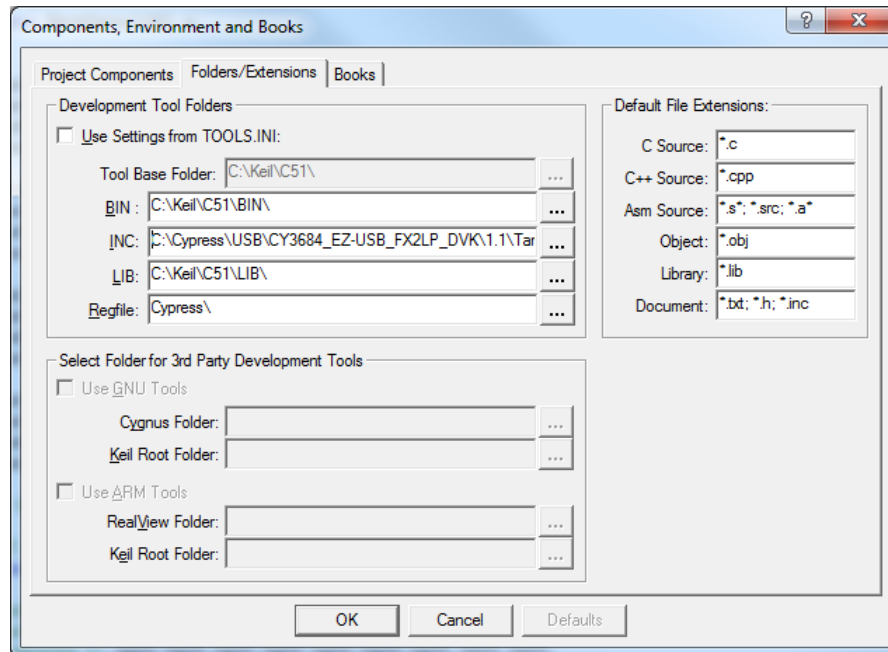 Components, Environment and Books
Project Components Folders/Extensions Books
Development Tool Folders
Use Settings from TOOLS.INI:
Tool Base Folder: C:\Keil\C51\ ...
BIN : C:\Keil\C51\BIN\ ...
INC: C:\Cypress\USB\CY3684_EZ-USB_FX2LP_DVK\1.1\Tar ...
LIB: C:\Keil\C51\LIB\ ...
Regfile: Cypress\ ...
Default File Extensions:
C Source: *.c
C++ Source: *.cpp
Asm Source: *.s*; *.src; *.a*
Object: *.obj
Library: *.lib
Document: *.txt; *.h; *.inc
Select Folder for 3rd Party Development Tools
Use GNU Tools
Cygnus Folder: ...
Keil Root Folder: ...
Use ARM Tools
RealView Folder: ...
Keil Root Folder: ...
OK Cancel Defaults